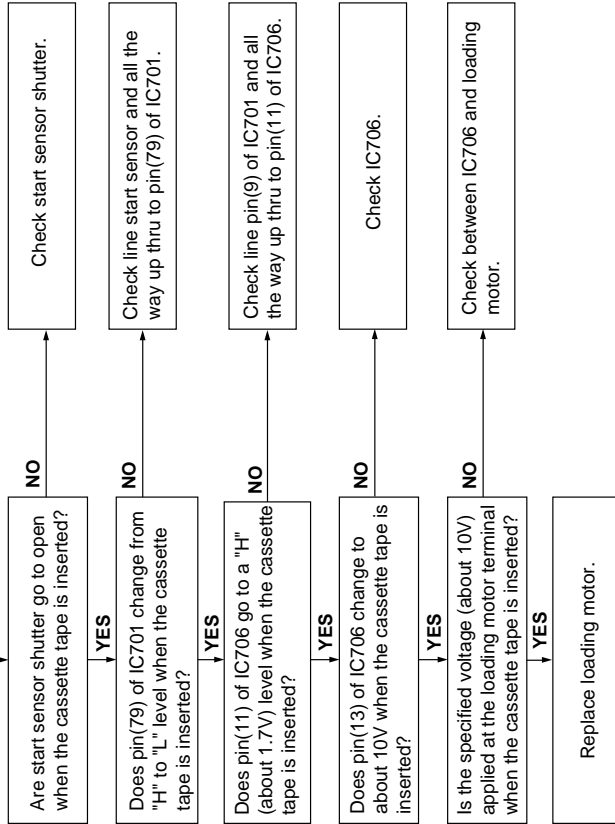 Are start sensor shutter go to open
when the cassette tape is inserted?
NO
Check start sensor shutter.
YES
Does pin(79) of IC701 change from
"H" to "L" level when the cassette
tape is inserted?
NO
Check line start sensor and all the
way up thru to pin(79) of IC701.
YES
Does pin(11) of IC706 go to a "H"
(about 1.7V) level when the cassette
tape is inserted?
NO
Check line pin(9) of IC701 and all
the way up thru to pin(11) of IC706.
YES
Does pin(13) of IC706 change to
about 10V when the cassette tape is
inserted?
NO
Check IC706.
YES
Is the specified voltage (about 10V)
applied at the loading motor terminal
when the cassette tape is inserted?
NO
Check between IC706 and loading
motor.
YES
Replace loading motor.